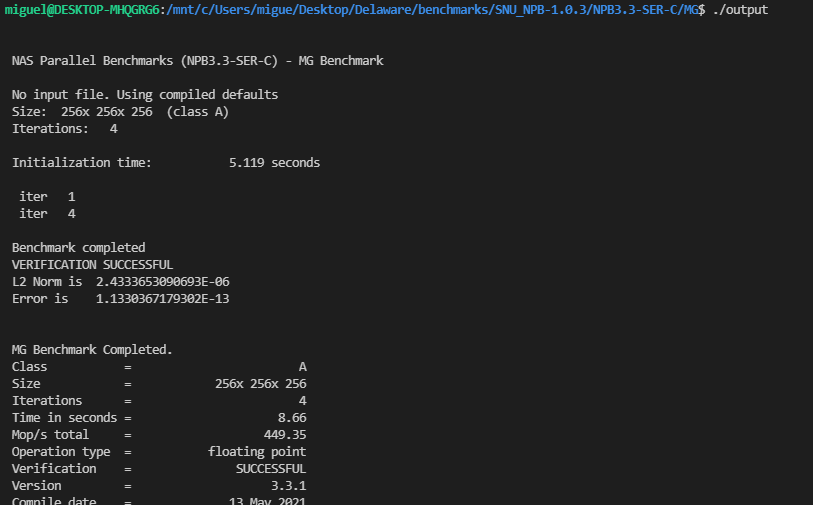 miguel@DESKTOP-MHQGRG6:/mnt/c/Users/migue/Desktop/Delaware/benchmarks/SNU_NPB-1.0.3/NPB3.3-SER-C/MG$ ./output
NAS Parallel Benchmarks (NPB3.3-SER-C) - MG Benchmark
No input file. Using compiled defaults
Size:  256x 256x 256  (class A)
Iterations:   4
Initialization time:           5.119 seconds
iter   1
iter   4
Benchmark completed
VERIFICATION SUCCESSFUL
L2 Norm is  2.4333653090693E-06
Error is    1.1330367179302E-13
MG Benchmark Completed.
Class           =                        A
Size            =            256x 256x 256
Iterations      =                        4
Time in seconds =                     8.66
Mop/s total     =                   449.35
Operation type  =           floating point
Verification    =               SUCCESSFUL
Version         =                    3.3.1
Compile date    =              13 May 2021